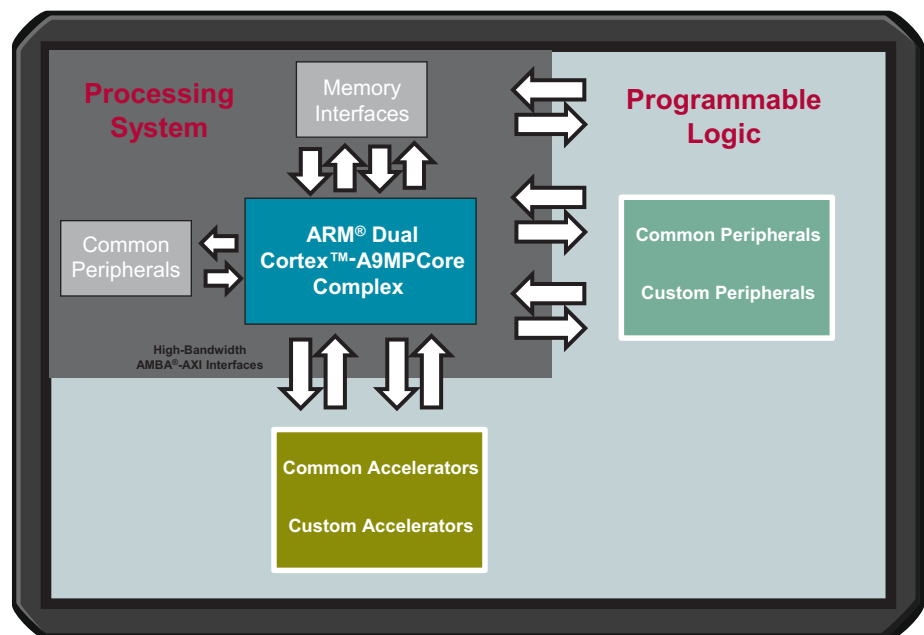 Processing
System
Memory
Interfaces
Programmable
Logic
Common
Peripherals
ARM® Dual
Cortex™-A9MPCore
Complex
Common Peripherals
Custom Peripherals
High-Bandwidth
AMBA®-AXI Interfaces
Common Accelerators
Custom Accelerators